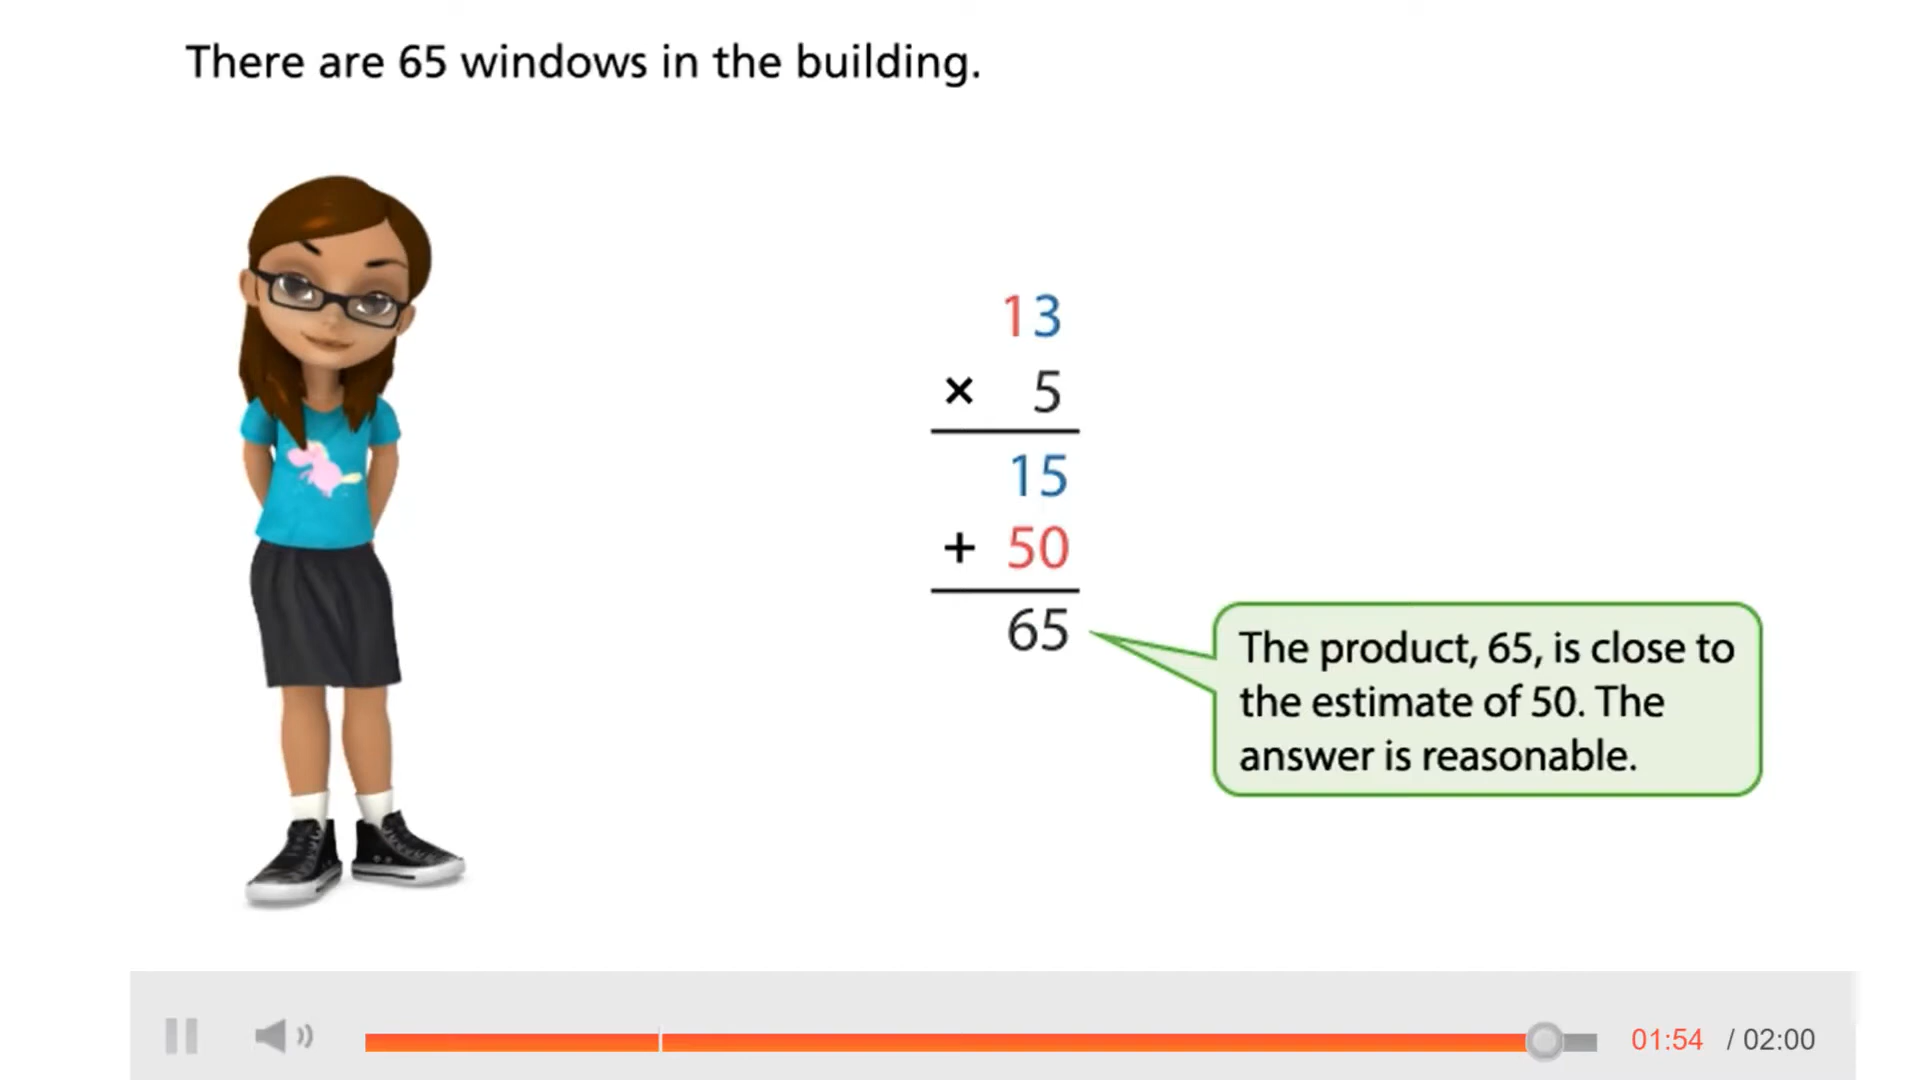 There are 65 windows in the building.
13
× 5
15
+ 50
65
The product, 65, is close to
the estimate of 50. The
answer is reasonable.
01:54 / 02:00